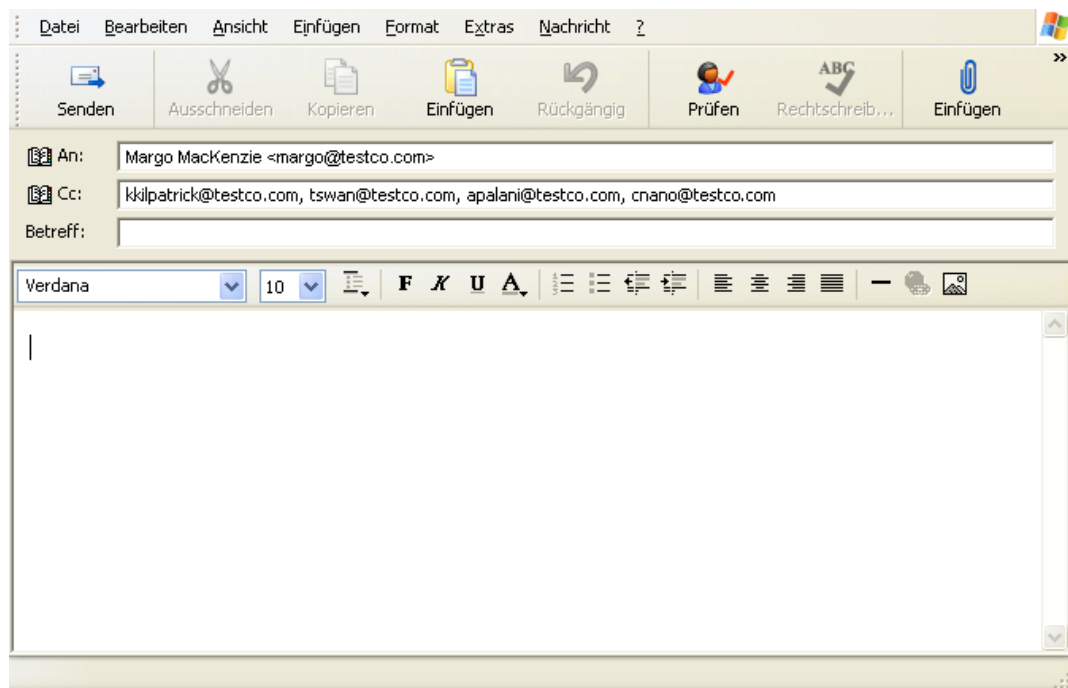 Datei Bearbeiten Ansicht Einfügen Format Extras Nachricht ?
Senden Ausschneiden Kopieren Einfügen Rückgängig Prüfen ABC Rechtschreib... Einfügen »
An: Margo MacKenzie <margo@testco.com>
Cc: kkilpatrick@testco.com, tswan@testco.com, apalani@testco.com, cnano@testco.com
Betreff:
Verdana 10 F K U A